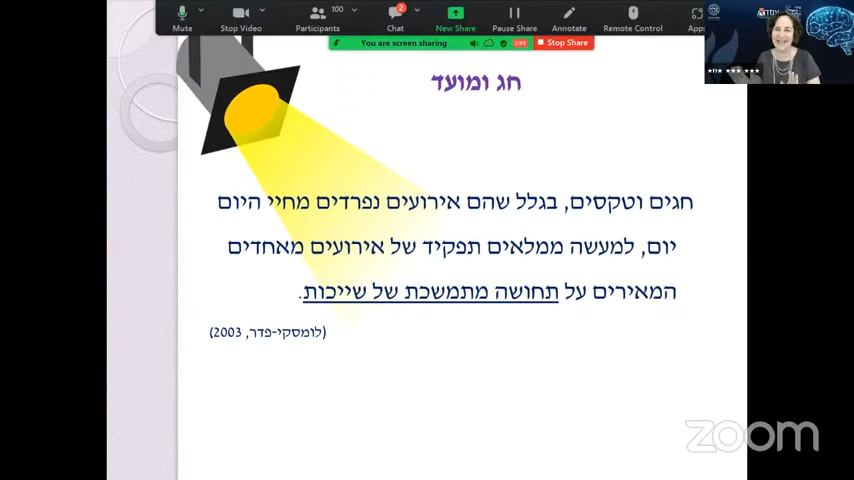 Mute
Stop Video
Participants
100
Chat
2
New Share
Pause Share
Annotate
Remote Control
You are screen sharing
LIVE
Stop Share
חג ומועד
חגים וטקסים, בגלל שהם אירועים נפרדים מחיי היום
יום, למעשה ממלאים תפקיד של אירועים מאחדים
המאירים על תחושה מתמשכת של שייכות.
(לומסקי-פדר, 2003)
zoom